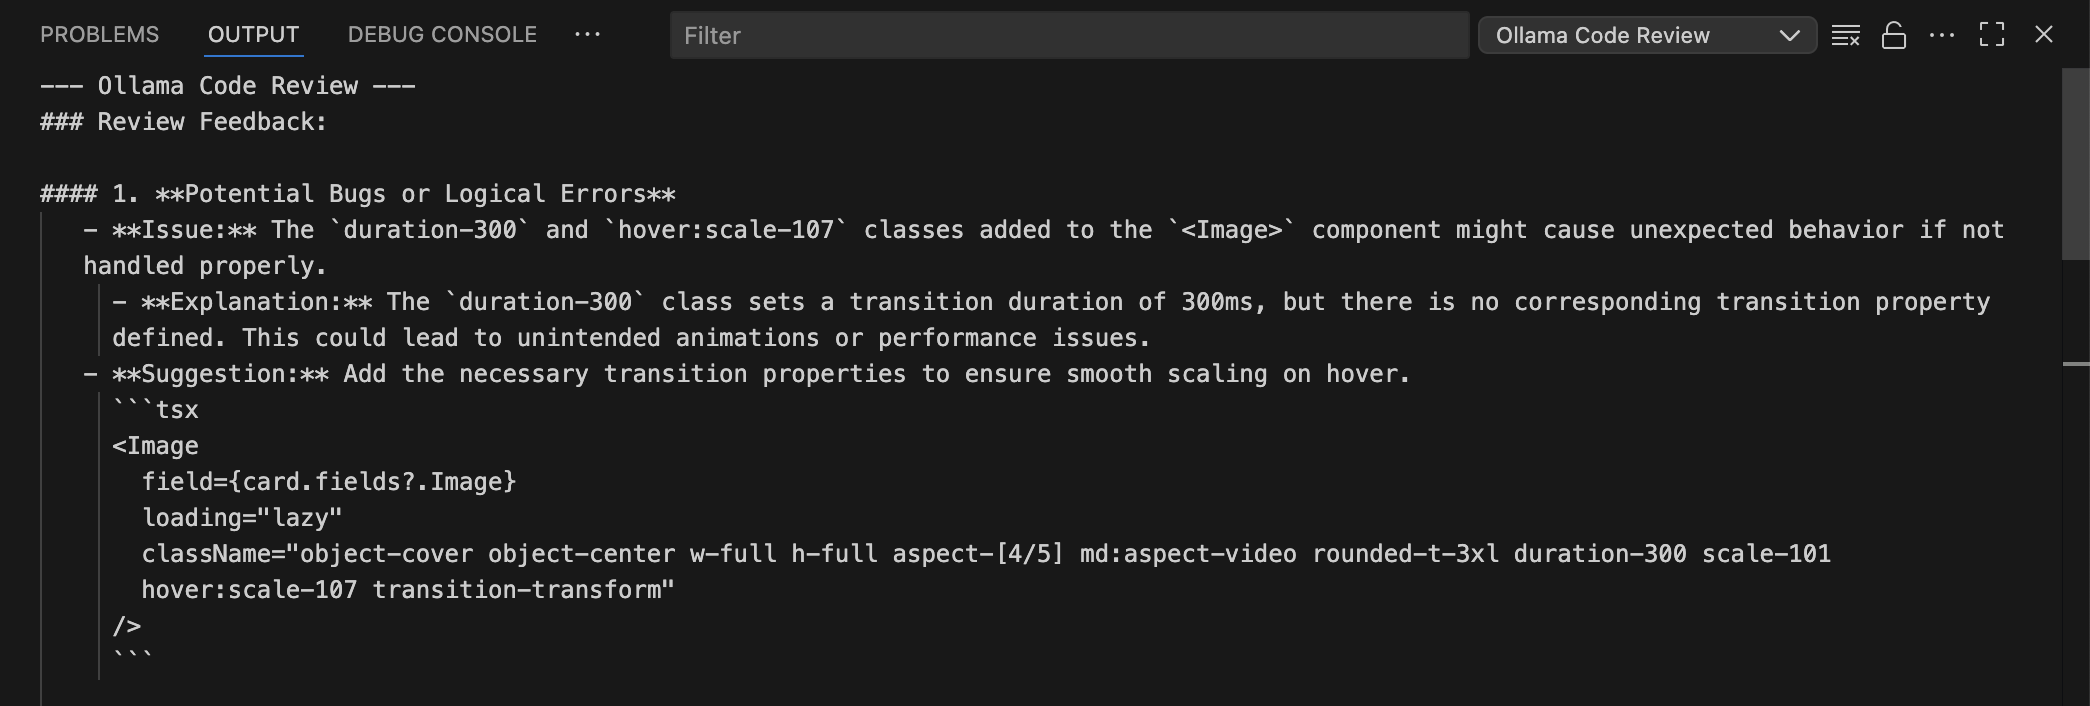 PROBLEMS OUTPUT DEBUG CONSOLE ··· Filter Ollama Code Review ···
--- Ollama Code Review ---
### Review Feedback:
#### 1. **Potential Bugs or Logical Errors**
- **Issue:** The `duration-300` and `hover:scale-107` classes added to the `<Image>` component might cause unexpected behavior if not
handled properly.
- **Explanation:** The `duration-300` class sets a transition duration of 300ms, but there is no corresponding transition property
defined. This could lead to unintended animations or performance issues.
- **Suggestion:** Add the necessary transition properties to ensure smooth scaling on hover.
```tsx
<Image
field={card.fields?.Image}
loading="lazy"
className="object-cover object-center w-full h-full aspect-[4/5] md:aspect-video rounded-t-3xl duration-300 scale-101
hover:scale-107 transition-transform"
/>
```